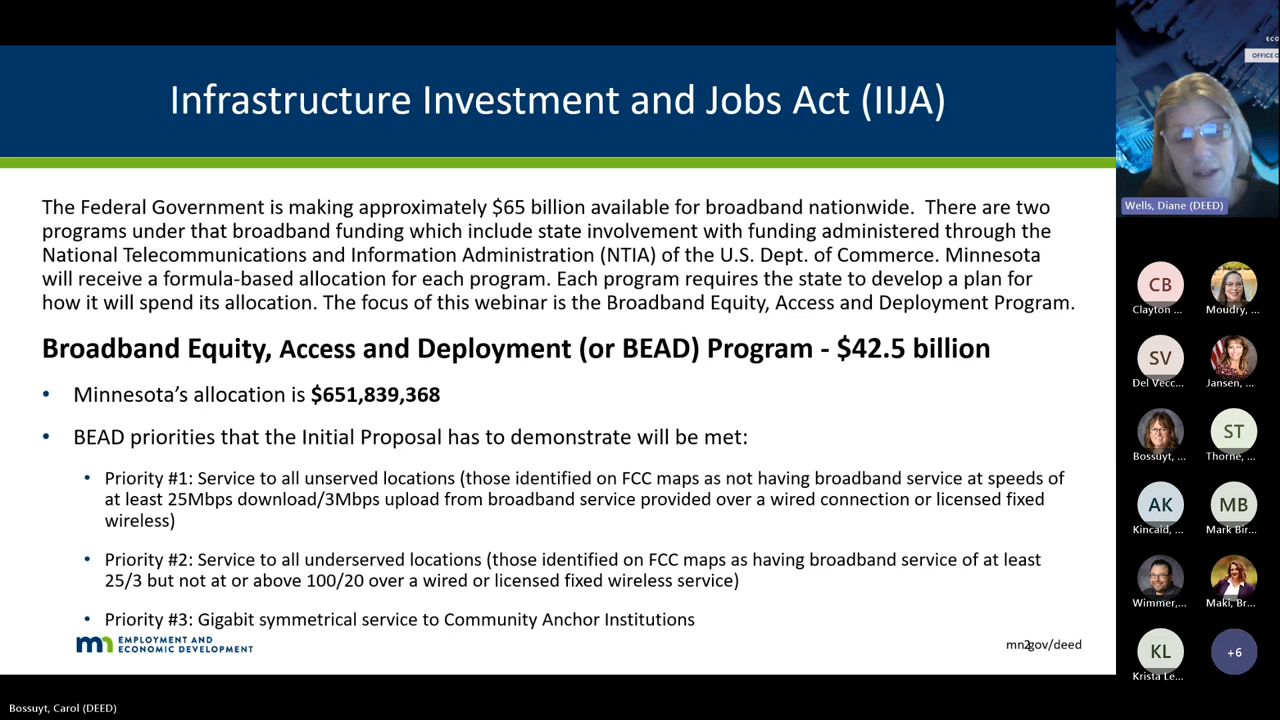 Infrastructure Investment and Jobs Act (IIJA)
The Federal Government is making approximately $65 billion available for broadband nationwide.  There are two
programs under that broadband funding which include state involvement with funding administered through the
National Telecommunications and Information Administration (NTIA) of the U.S. Dept. of Commerce. Minnesota
will receive a formula-based allocation for each program. Each program requires the state to develop a plan for
how it will spend its allocation. The focus of this webinar is the Broadband Equity, Access and Deployment Program.
Broadband Equity, Access and Deployment (or BEAD) Program - $42.5 billion
• Minnesota's allocation is $651,839,368
• BEAD priorities that the Initial Proposal has to demonstrate will be met:
• Priority #1: Service to all unserved locations (those identified on FCC maps as not having broadband service at speeds of
at least 25Mbps download/3Mbps upload from broadband service provided over a wired connection or licensed fixed
wireless)
• Priority #2: Service to all underserved locations (those identified on FCC maps as having broadband service of at least
25/3 but not at or above 100/20 over a wired or licensed fixed wireless service)
• Priority #3: Gigabit symmetrical service to Community Anchor Institutions
mn EMPLOYMENT AND
ECONOMIC DEVELOPMENT
2
mn.gov/deed
Bossuyt, Carol (DEED)
ECO
OFFICE O
Wells, Diane (DEED)
CB
Clayton ...
Moudry, ...
SV
Del Vecc...
Jansen, ...
Bossuyt, ...
ST
Thorne, ...
AK
Kincaid, ...
MB
Mark Bir...
Wimmer,...
Maki, Br...
KL
Krista Le...
+6